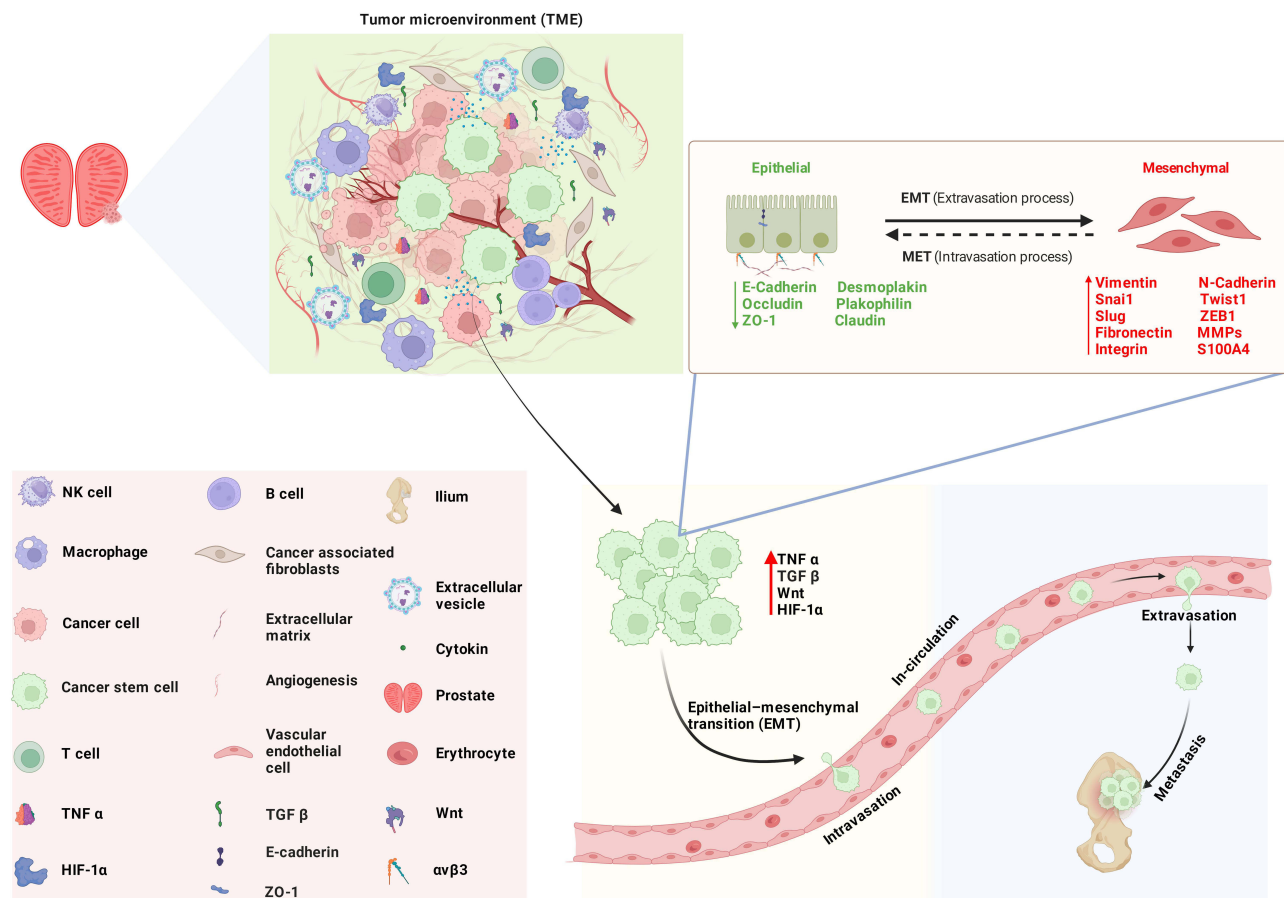 Tumor microenvironment (TME)
Epithelial
Mesenchymal
EMT (Extravasation process)
MET (Intravasation process)
E-Cadherin
Occludin
ZO-1
Desmoplakin
Plakophilin
Claudin
Vimentin
Snai1
Slug
Fibronectin
Integrin
N-Cadherin
Twist1
ZEB1
MMPs
S100A4
NK cell
Macrophage
Cancer cell
Cancer stem cell
T cell
TNF α
HIF-1α
B cell
Cancer associated
fibroblasts
Extracellular
matrix
Angiogenesis
Vascular
endothelial
cell
TGF β
E-cadherin
ZO-1
Ilium
Extracellular
vesicle
Cytokin
Prostate
Erythrocyte
Wnt
αvβ3
TNF α
TGF β
Wnt
HIF-1α
Epithelial–mesenchymal
transition (EMT)
Intravasation
In-circulation
Extravasation
Metastasis